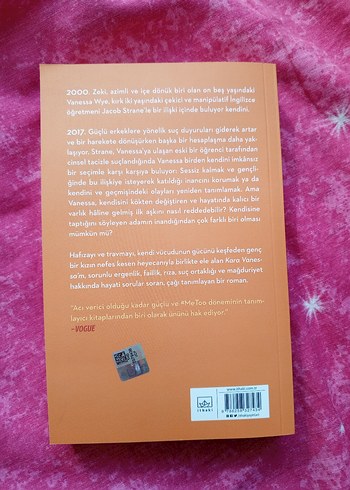 2000. Zeki, azimli ve içe dönük biri olan on beş yaşındaki
Vanessa Wye, kırk iki yaşındaki çekici ve manipülatif İngilizce
öğretmeni Jacob Strane'le bir ilişki içinde buluyor kendini.
2017. Güçlü erkeklere yönelik suç duyuruları giderek artar
ve bir harekete dönüşürken başka bir hesaplaşma daha yak-
laşıyor. Strane, Vanessa'ya ulaşan eski bir öğrenci tarafından
cinsel tacizle suçlandığında Vanessa birden kendini imkânsız
bir seçimle karşı karşıya buluyor: Sessiz kalmak ve gençli-
ğinde bu ilişkiye isteyerek katıldığı inancını korumak ya da
kendini ve geçmişindeki olayları yeniden tanımlamak. Ama
Vanessa, kendisini kökten değiştiren ve hayatında kalıcı bir
varlık hâline gelmiş ilk aşkını nasıl reddedebilir? Kendisine
taptığını söyleyen adamın inandığından çok farklı biri olması
mümkün mü?
Hafızayı ve travmayı, kendi vücudunun gücünü keşfeden genç
bir kızın nefes kesen heyecanıyla birlikte ele alan Kara Vanes-
sa'm, sorunlu ergenlik, faillik, rıza, suç ortaklığı ve mağduriyet
hakkında hayati sorular soran, çağı tanımlayan bir roman.
"Acı verici olduğu kadar güçlü ve #MeToo döneminin tanım-
layıcı kitaplarından biri olarak ününü hak ediyor."
-VOGUE
www.ithaki.com.tr
ithaki